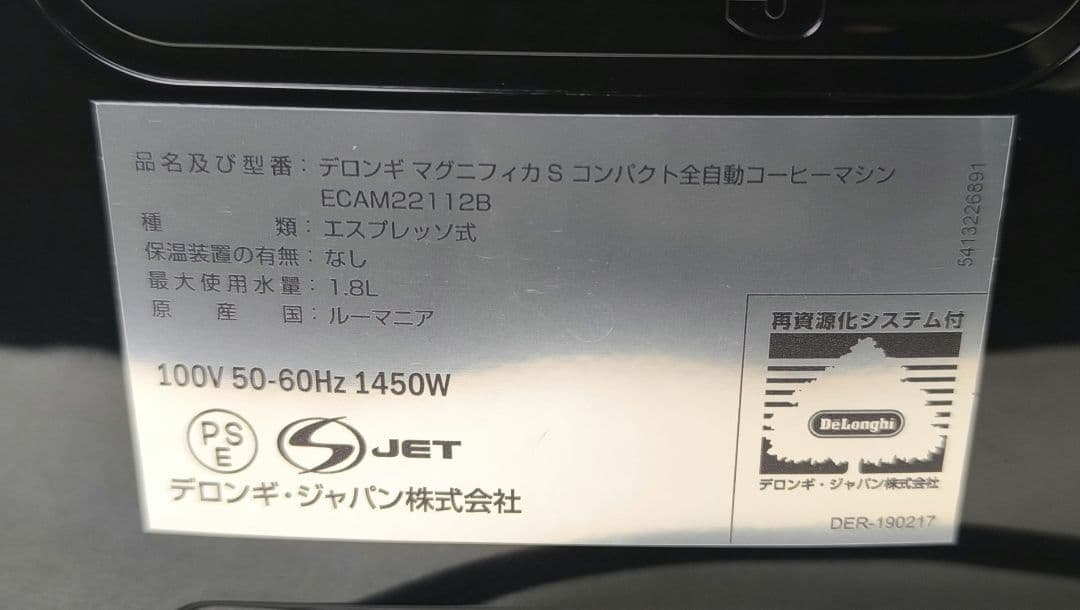 品名及び型番：デロンギ マグニフィカS コンパクト全自動コーヒーマシン
ECAM22112B
種類：エスプレッソ式
保温装置の有無：なし
最大使用水量：1.8L
原産国：ルーマニア
100V 50-60Hz 1450W
PSE
S JET
デロンギ・ジャパン株式会社
5413226891
再資源化システム付
DeLonghi
デロンギ・ジャパン株式会社
DER-190217